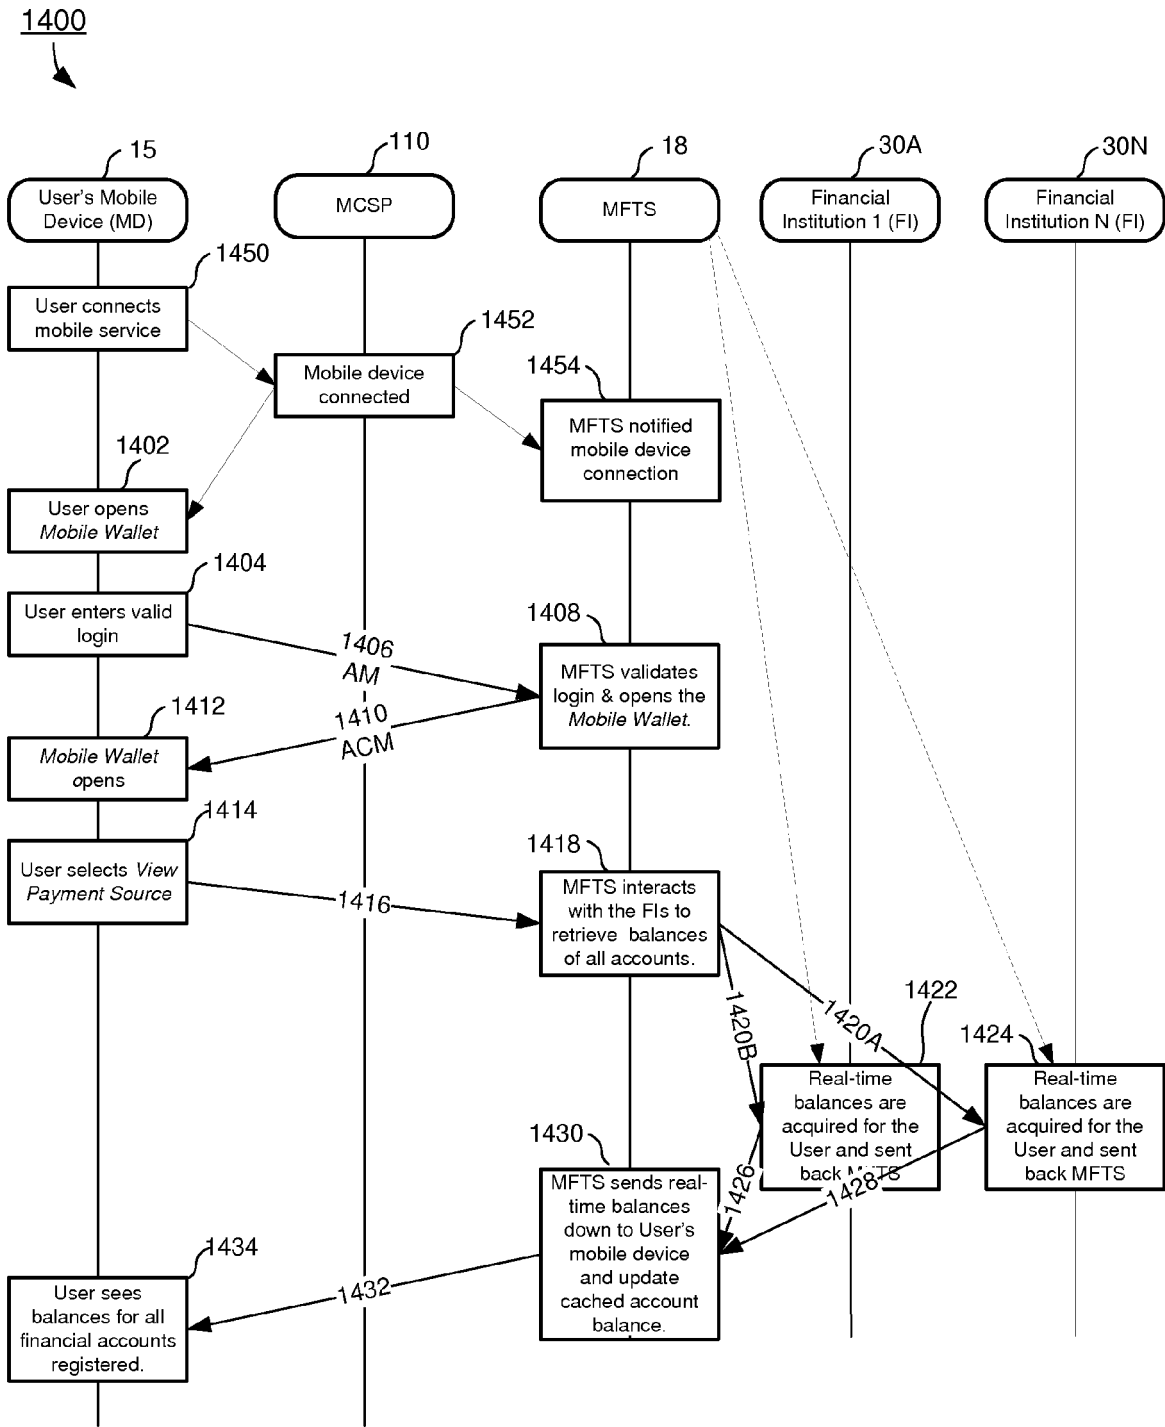 1400
15
110
18
30A
30N
User's Mobile
Device (MD)
MCSP
MFTS
Financial
Institution 1 (FI)
Financial
Institution N (FI)
1450
User connects
mobile service
1452
Mobile device
connected
1454
MFTS notified
mobile device
connection
1402
User opens
Mobile Wallet
1404
User enters valid
login
1406
AM
1408
MFTS validates
login & opens the
Mobile Wallet.
1410
ACM
1412
Mobile Wallet
opens
1414
User selects View
Payment Source
1416
1418
MFTS interacts
with the FIs to
retrieve balances
of all accounts.
1420B
1420A
1422
Real-time
balances are
acquired for the
User and sent
back MFTS
1424
Real-time
balances are
acquired for the
User and sent
back MFTS
1426
1428
1430
MFTS sends real-
time balances
down to User's
mobile device
and update
cached account
balance.
1432
1434
User sees
balances for all
financial accounts
registered.